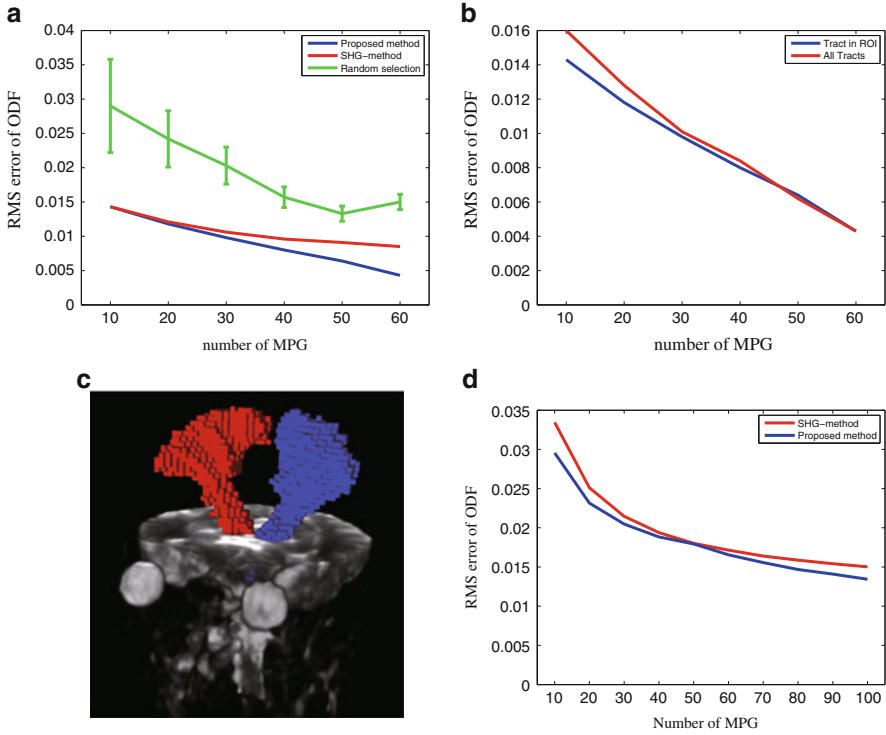 a
0.04
0.035
0.03
0.025
0.02
0.015
0.01
0.005
0
RMS error of ODF
Proposed method
SHG-method
Random selection
10 20 30 40 50 60
number of MPG
b
0.016
0.014
0.012
0.01
0.008
0.006
0.004
0.002
0
RMS error of ODF
Tract in ROI
All Tracts
10 20 30 40 50 60
number of MPG
c
d
0.035
0.03
0.025
0.02
0.015
0.01
0.005
0
RMS error of ODF
SHG-method
Proposed method
10 20 30 40 50 60 70 80 90 100
Number of MPG